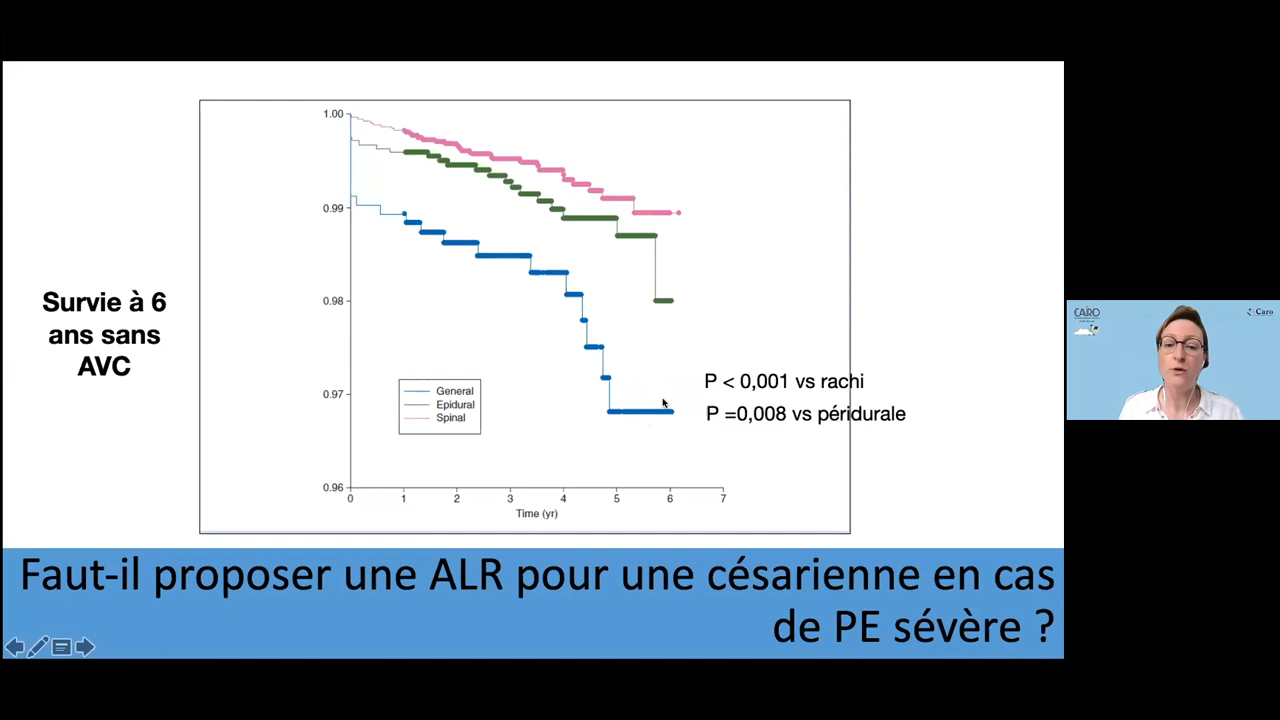 Survie à 6
ans sans
AVC
1.00
0.99
0.98
0.97
0.96
0
1
2
3
4
5
6
7
Time (yr)
General
Epidural
Spinal
P < 0,001 vs rachi
P =0,008 vs péridurale
Faut-il proposer une ALR pour une césarienne en cas
de PE sévère ?
CAIRO
Caro